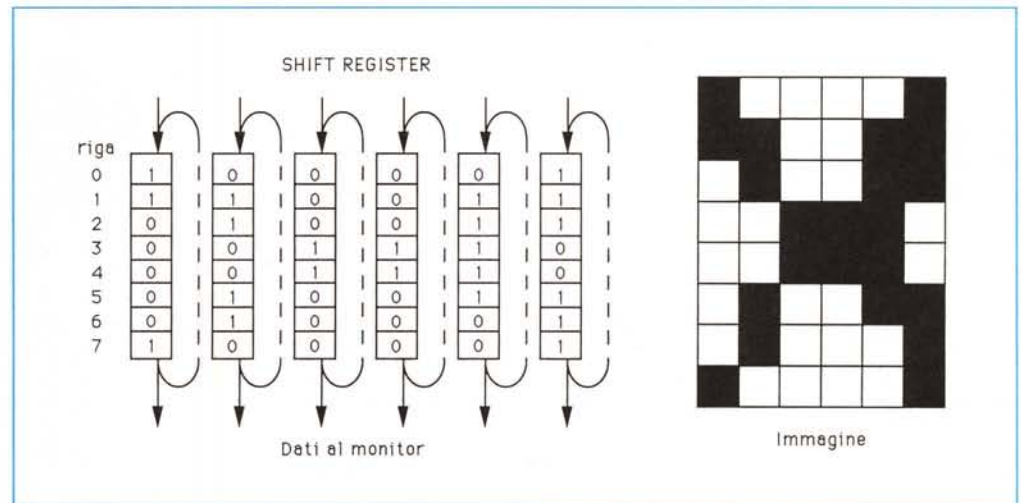 SHIFT REGISTER
riga
0 1 0 0 0 0 1
1 1 1 0 0 1 1
2 0 1 0 0 1 1
3 0 0 1 1 1 0
4 0 0 1 1 1 0
5 0 1 0 0 1 1
6 0 1 0 0 0 1
7 1 0 0 0 0 1
Dati al monitor
Immagine